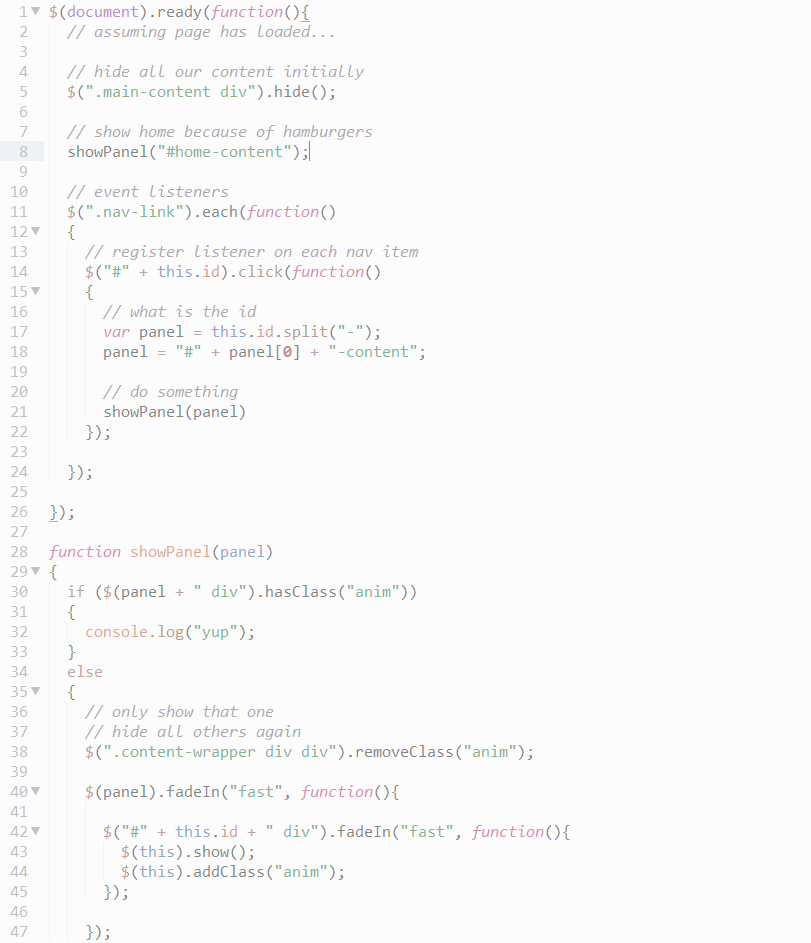 1 $(document).ready(function(){
2 // assuming page has loaded...
3
4 // hide all our content initially
5 $(".main-content div").hide();
6
7 // show home because of hamburgers
8 showPanel("#home-content");
9
10 // event listeners
11 $(".nav-link").each(function()
12 {
13 // register listener on each nav item
14 $("#" + this.id).click(function()
15 {
16 // what is the id
17 var panel = this.id.split("-");
18 panel = "#" + panel[0] + "-content";
19
20 // do something
21 showPanel(panel)
22 });
23
24 });
25
26 });
27
28 function showPanel(panel)
29 {
30 if ($(panel + " div").hasClass("anim"))
31 {
32 console.log("yup");
33 }
34 else
35 {
36 // only show that one
37 // hide all others again
38 $(".content-wrapper div div").removeClass("anim");
39
40 $(panel).fadeIn("fast", function(){
41
42 $("#" + this.id + " div").fadeIn("fast", function(){
43 $(this).show();
44 $(this).addClass("anim");
45 });
46
47 });